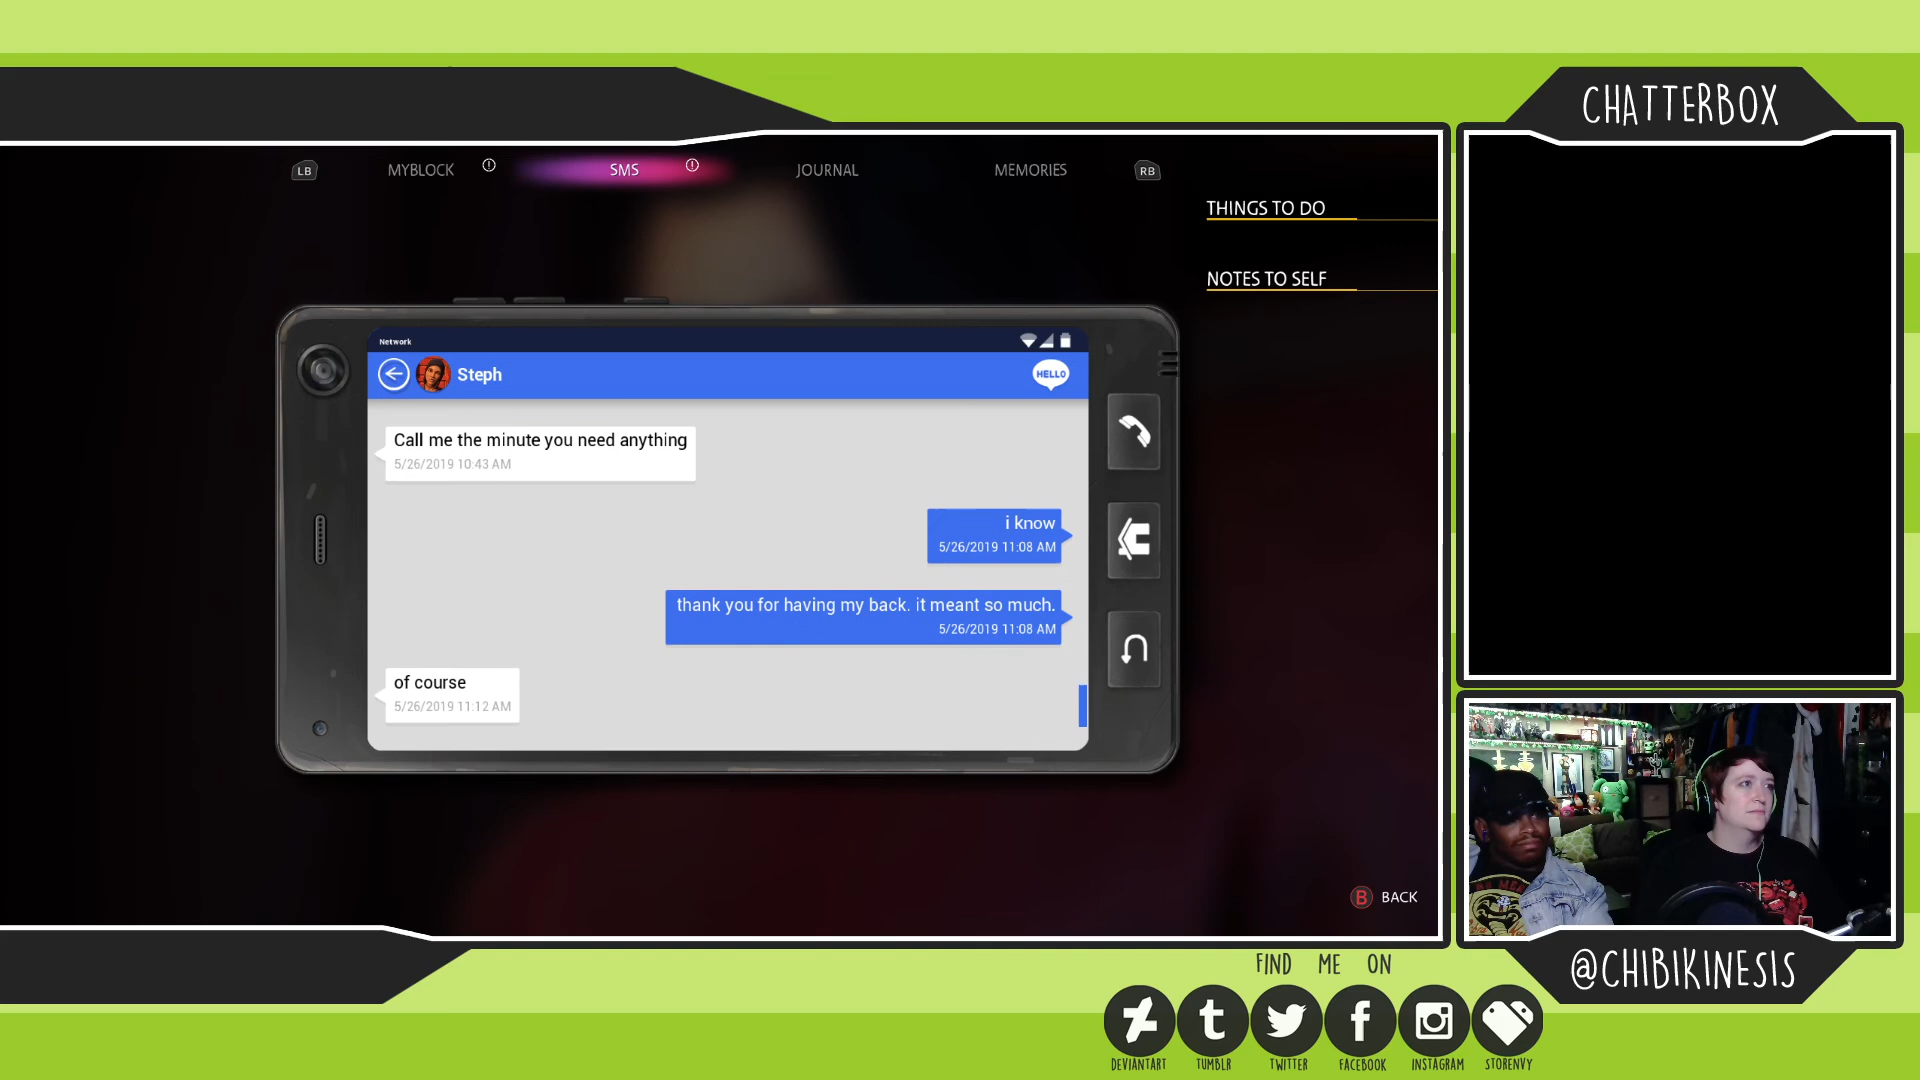 CHATTERBOX
LB
MYBLOCK
SMS
JOURNAL
MEMORIES
RB
THINGS TO DO
NOTES TO SELF
Network
Steph
HELLO
Call me the minute you need anything
5/26/2019 10:43 AM
i know
5/26/2019 11:08 AM
thank you for having my back. it meant so much.
5/26/2019 11:08 AM
of course
5/26/2019 11:12 AM
B BACK
FIND ME ON
@CHIBIKINESIS
DEVIANTART
TUMBLR
TWITTER
FACEBOOK
INSTAGRAM
STORENVY